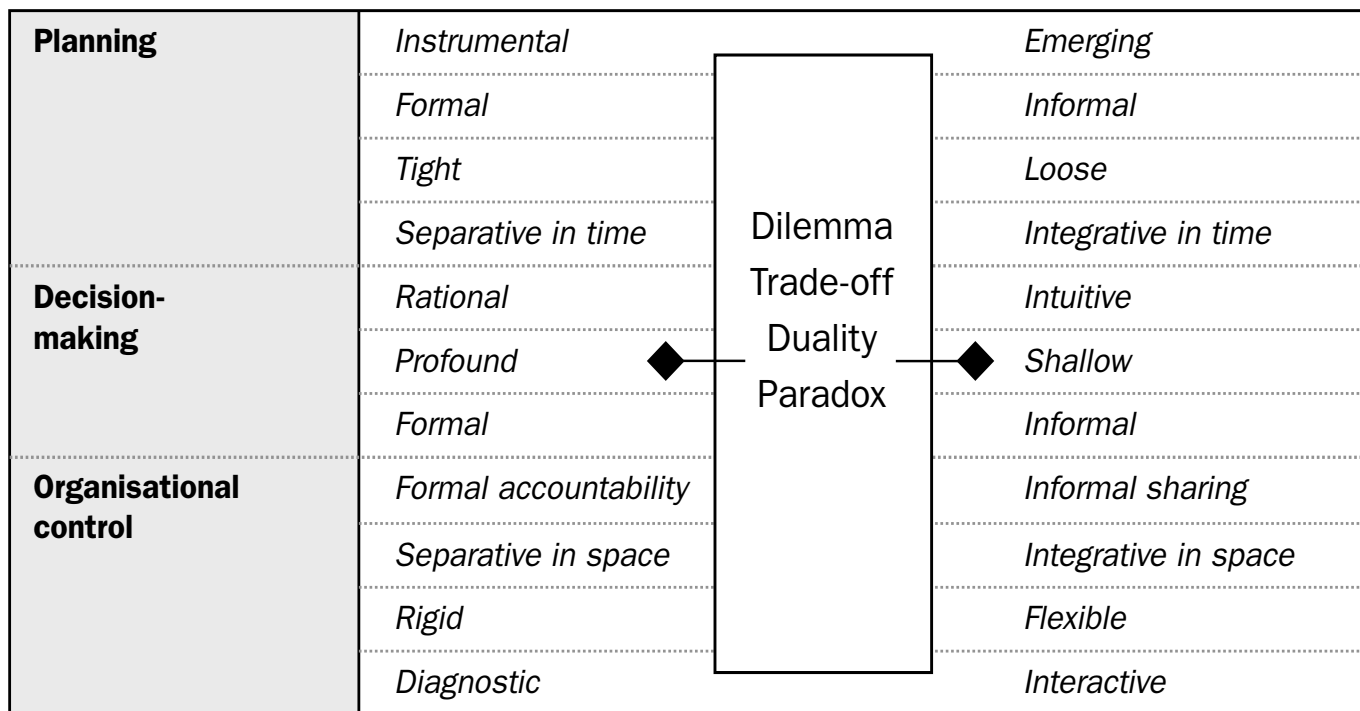 Planning
Instrumental
Emerging
Formal
Informal
Tight
Loose
Separative in time
Integrative in time
Decision-
making
Rational
Intuitive
Profound
Shallow
Formal
Informal
Organisational
control
Formal accountability
Informal sharing
Separative in space
Integrative in space
Rigid
Flexible
Diagnostic
Interactive
Dilemma
Trade-off
Duality
Paradox